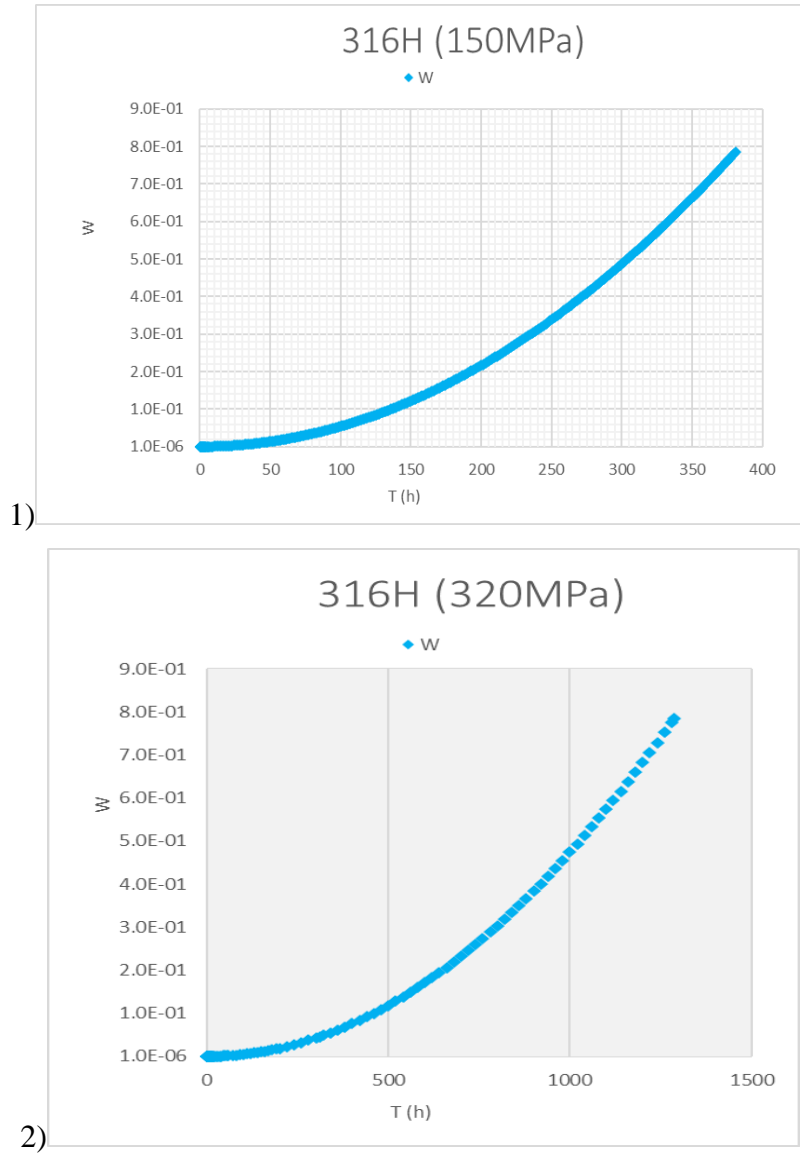 316H (150MPa)
W
9.0E-01
8.0E-01
7.0E-01
6.0E-01
5.0E-01
4.0E-01
3.0E-01
2.0E-01
1.0E-01
1.0E-06
W
0 50 100 150 200 250 300 350 400
T (h)
1)
316H (320MPa)
W
9.0E-01
8.0E-01
7.0E-01
6.0E-01
5.0E-01
4.0E-01
3.0E-01
2.0E-01
1.0E-01
1.0E-06
W
0 500 1000 1500
T (h)
2)